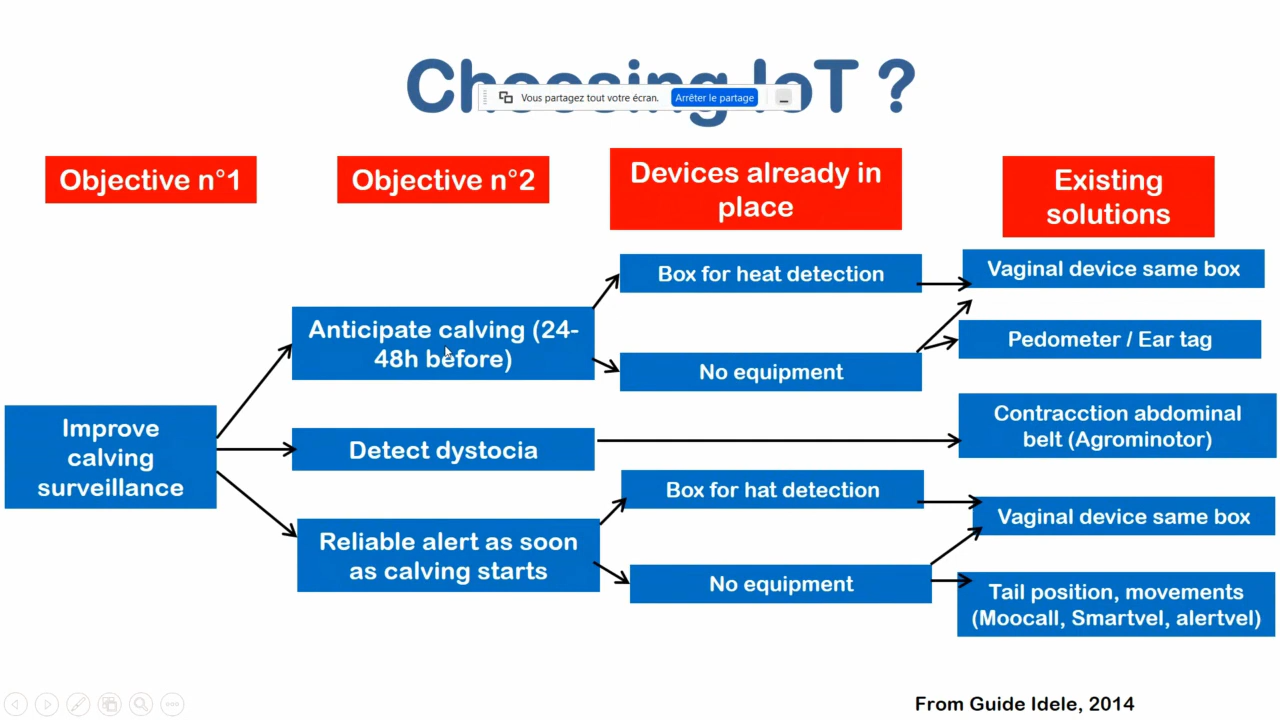 Choosing IoT ?
Vous partagez tout votre écran. Arrêter le partage
Objective n°1
Objective n°2
Devices already in
place
Existing
solutions
Box for heat detection
Vaginal device same box
Anticipate calving (24-
48h before)
Pedometer / Ear tag
No equipment
Improve
calving
surveillance
Detect dystocia
Contracction abdominal
belt (Agrominotor)
Box for hat detection
Vaginal device same box
Reliable alert as soon
as calving starts
No equipment
Tail position, movements
(Moocall, Smartvel, alertvel)
From Guide Idele, 2014